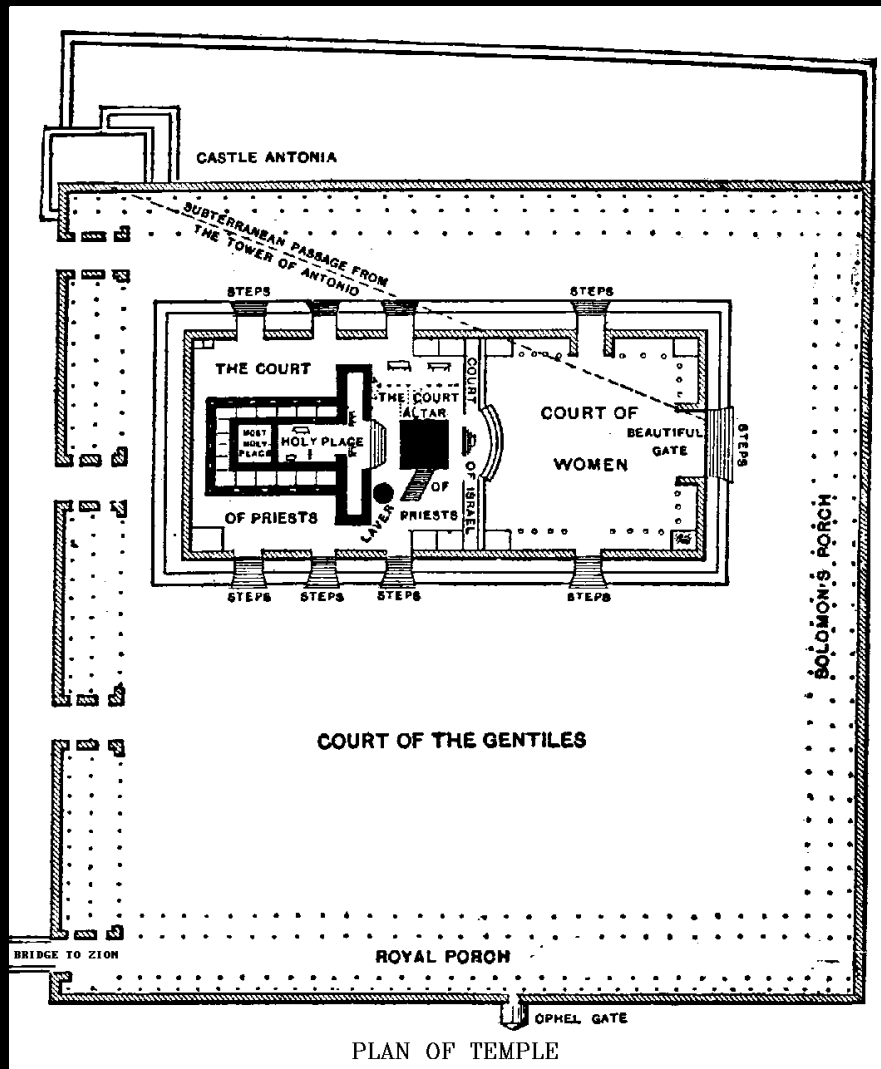 CASTLE ANTONIA
SUBTERRANEAN PASSAGE FROM
THE TOWER OF ANTONIO
STEPS
STEPS
STEPS
THE COURT
THE COURT
ALTAR
COURT OF ISRAEL
COURT OF
WOMEN
BEAUTIFUL
GATE
STEPS
MOST
HOLY
PLACE
HOLY PLACE
OF
PRIESTS
OF PRIESTS
LAVER
STEPS
STEPS
STEPS
STEPS
SOLOMON'S PORCH
COURT OF THE GENTILES
BRIDGE TO ZION
ROYAL PORCH
OPHEL GATE
PLAN OF TEMPLE